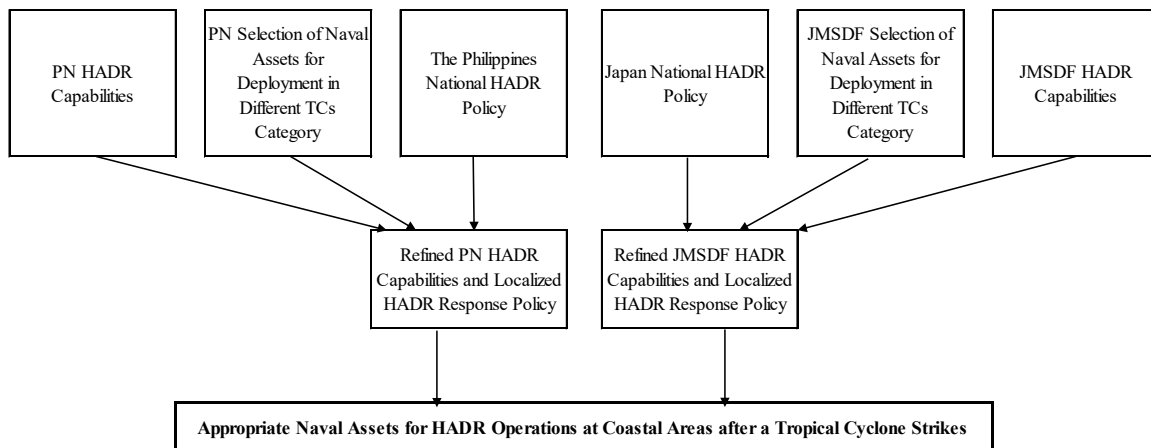 PN HADR
Capabilities
PN Selection of Naval
Assets for
Deployment in
Different TCs
Category
The Philippines
National HADR
Policy
Japan National HADR
Policy
JMSDF Selection of
Naval Assets for
Deployment in
Different TCs
Category
JMSDF HADR
Capabilities
Refined PN HADR
Capabilities and Localized
HADR Response Policy
Refined JMSDF HADR
Capabilities and Localized
HADR Response Policy
Appropriate Naval Assets for HADR Operations at Coastal Areas after a Tropical Cyclone Strikes